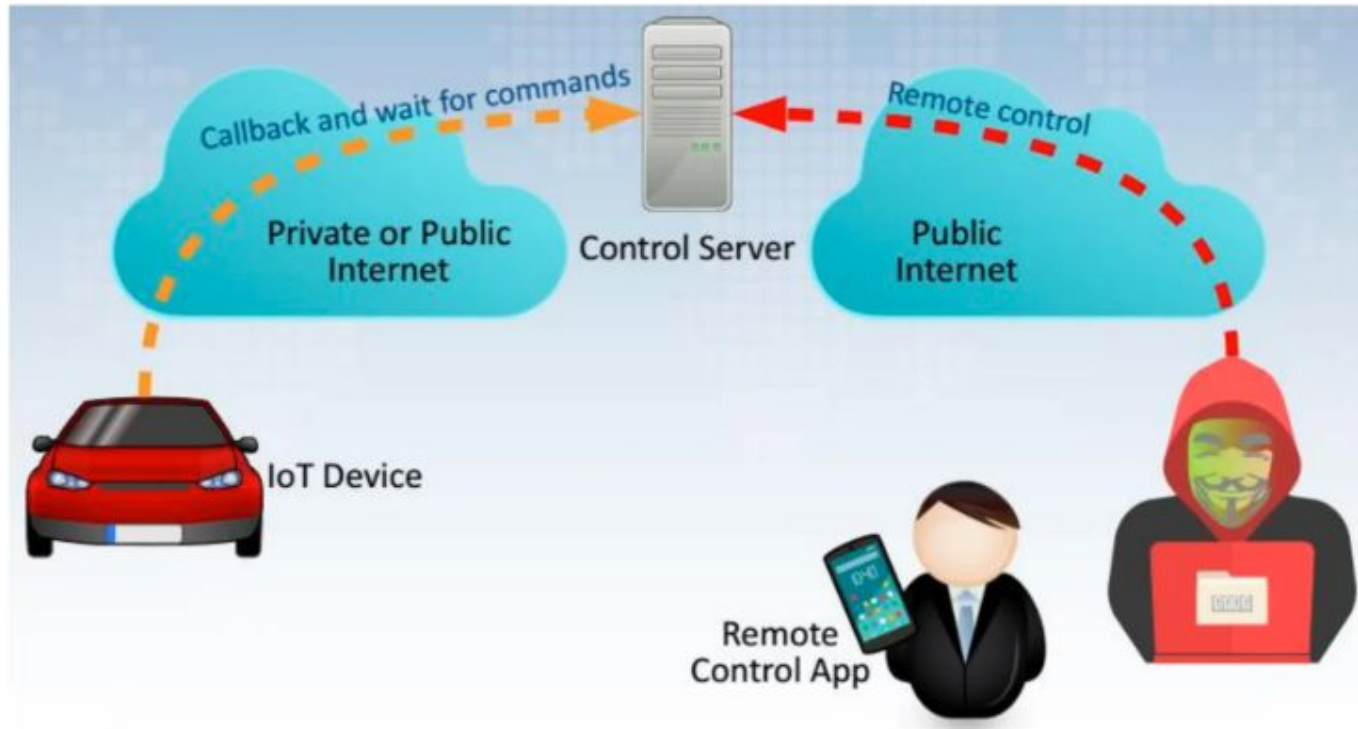 Callback and wait for commands
Remote control
Private or Public
Internet
Control Server
Public
Internet
IoT Device
Remote
Control App